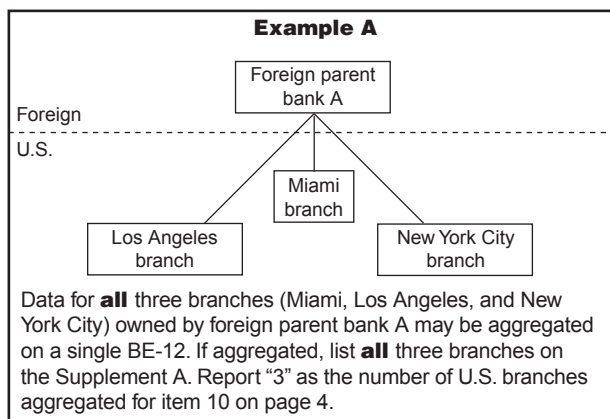 Example A
Foreign parent
bank A
Foreign
U.S.
Miami
branch
Los Angeles
branch
New York City
branch
Data for all three branches (Miami, Los Angeles, and New
York City) owned by foreign parent bank A may be aggregated
on a single BE-12. If aggregated, list all three branches on
the Supplement A. Report “3” as the number of U.S. branches
aggregated for item 10 on page 4.